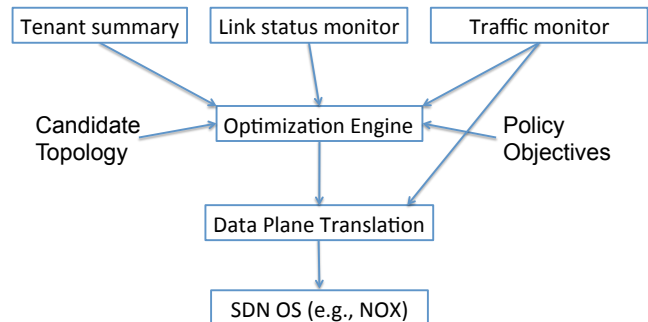 Tenant summary
Link status monitor
Traffic monitor
Candidate
Topology
Optimization Engine
Policy
Objectives
Data Plane Translation
SDN OS (e.g., NOX)